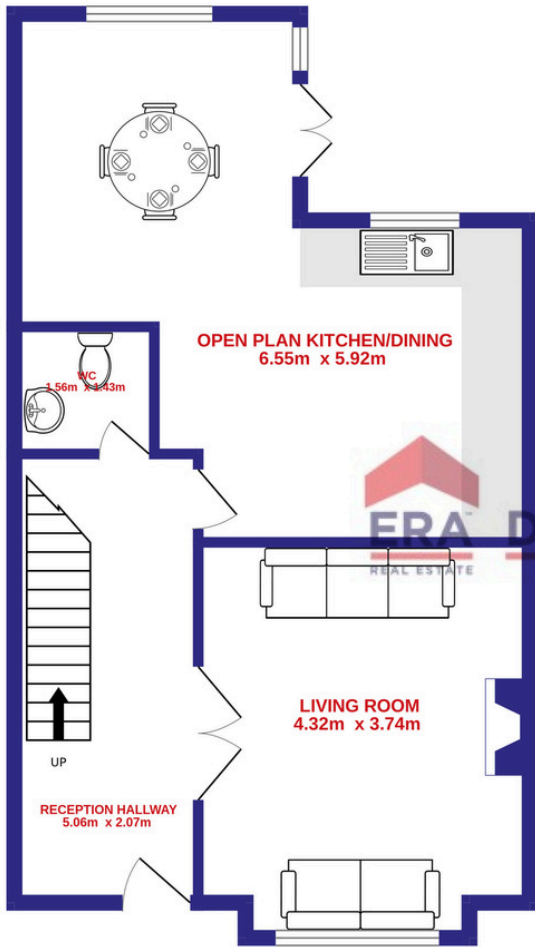 OPEN PLAN KITCHEN/DINING
6.55m x 5.92m
WC
1.56m x 1.43m
ERA™ D
REAL ESTATE
LIVING ROOM
4.32m x 3.74m
UP
RECEPTION HALLWAY
5.06m x 2.07m